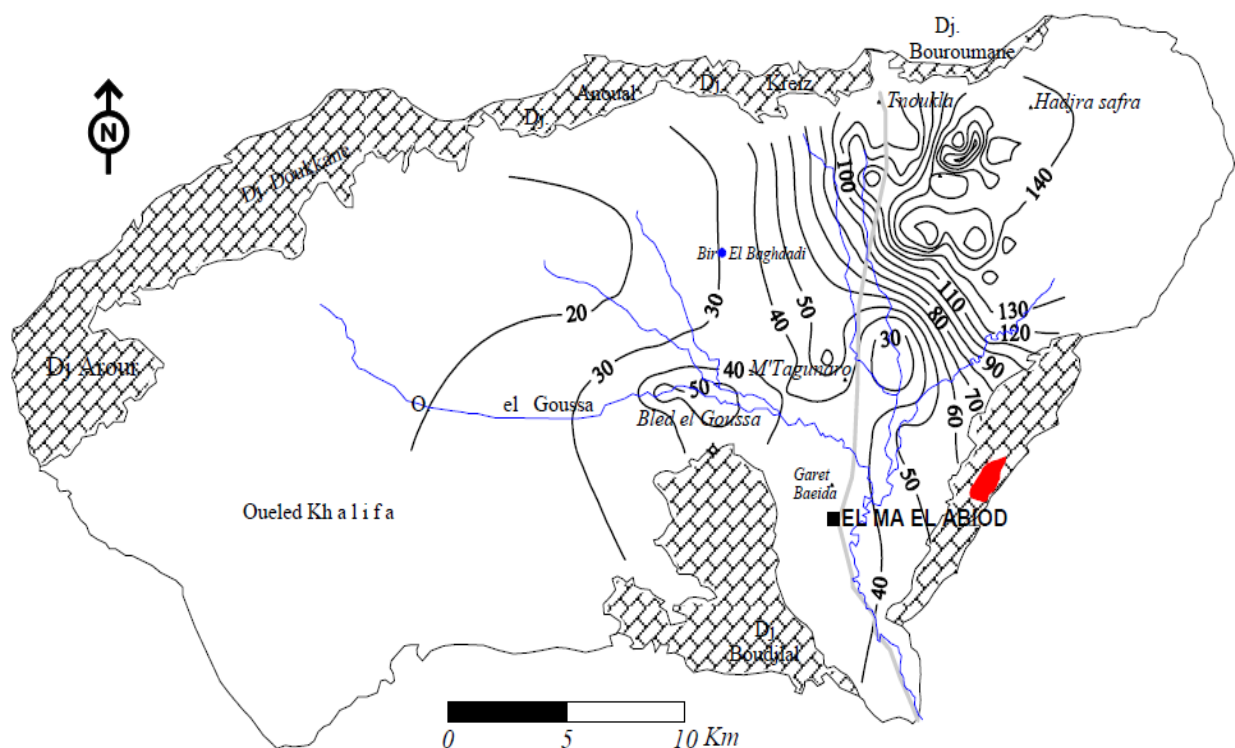 Dj.
Bouroumane
Dj.
Kreiz
Anoual
Dj.
Tnoukla
Hadjra safra
N
Dj. Doukkane
100
140
Bir El Baghdadi
20
30
40
50
110
80
130
120
30
30
40
M'Tagunaro
90
Dj Arour
50
70
O el Goussa
Bled el Goussa
60
Garet
Baeida
50
Oueled Khalifa
EL MA EL ABIOD
40
Dj.
Boudjlal
0 5 10 Km